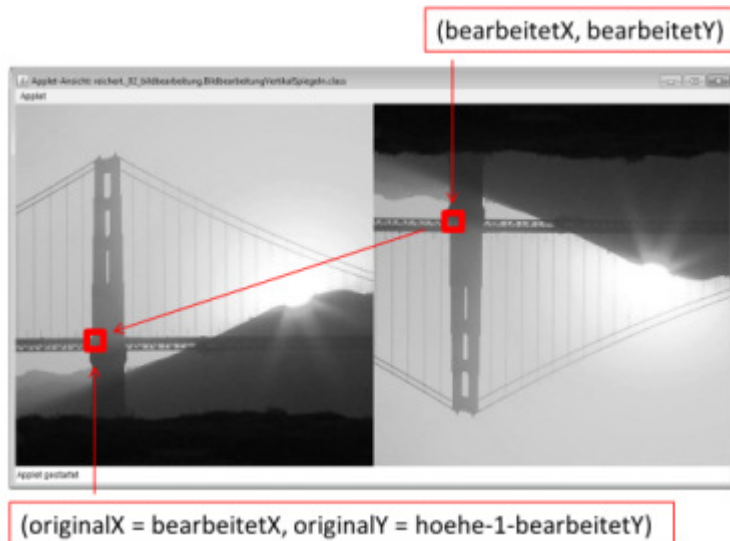 (bearbeitetX, bearbeitetY)
Applet-Ansicht: reichert_02_bildbearbeitung.BildbearbeitungVertikalSpiegeln.class
Applet
Applet gestartet
(originalX = bearbeitetX, originalY = hoehe-1-bearbeitetY)